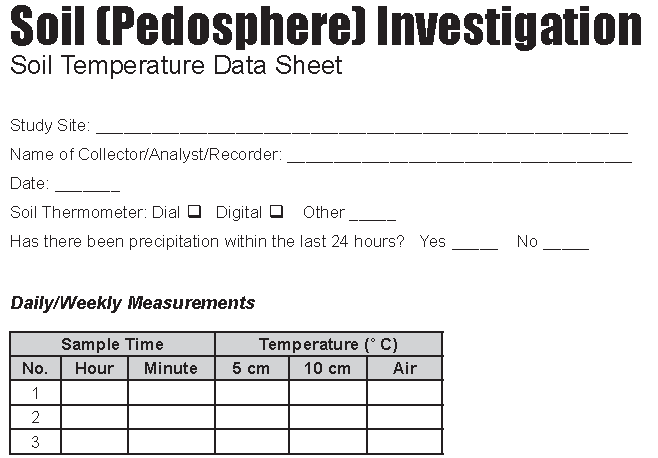 Soil (Pedosphere) Investigation
Soil Temperature Data Sheet
Study Site: _________________________________________________________
Name of Collector/Analyst/Recorder: _____________________________________
Date: _______
Soil Thermometer: Dial ❑ Digital ❑ Other _____
Has there been precipitation within the last 24 hours? Yes _____ No _____
Daily/Weekly Measurements
Sample Time Temperature (° C)
No. Hour Minute 5 cm 10 cm Air
1
2
3